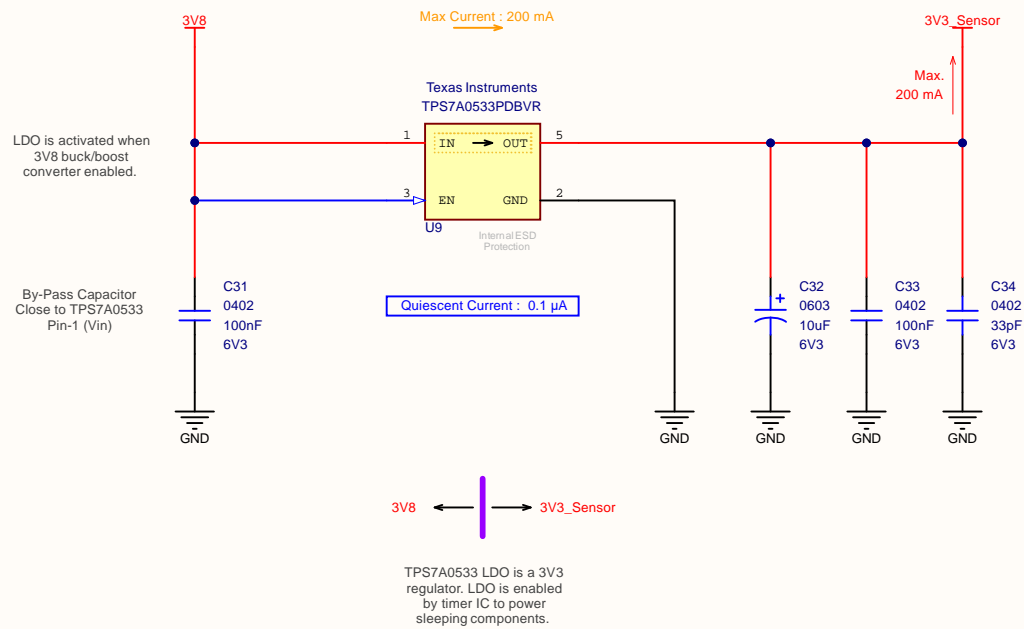 3V8
Max Current : 200 mA
3V3_Sensor
Max.
200 mA
Texas Instruments
TPS7A0533PDBVR
LDO is activated when
3V8 buck/boost
converter enabled.
1
IN
OUT
5
3
EN
GND
2
U9
Internal ESD
Protection
By-Pass Capacitor
Close to TPS7A0533
Pin-1 (Vin)
C31
0402
100nF
6V3
Quiescent Current : 0.1 µA
+
C32
0603
10uF
6V3
C33
0402
100nF
6V3
C34
0402
33pF
6V3
GND
GND
GND
GND
GND
3V8
3V3_Sensor
TPS7A0533 LDO is a 3V3
regulator. LDO is enabled
by timer IC to power
sleeping components.